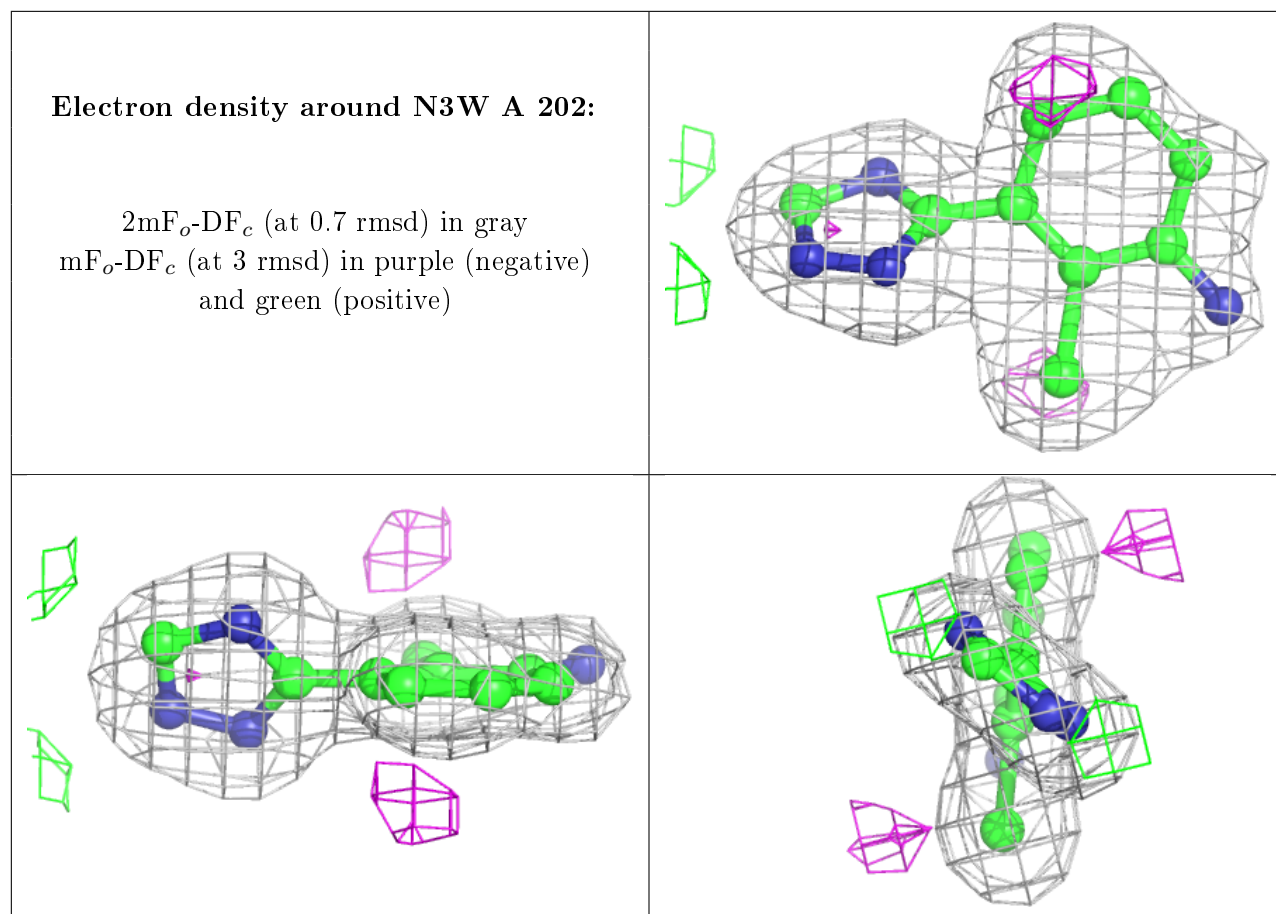 Electron density around N3W A 202:
2mFₒ-DF𝒸 (at 0.7 rmsd) in gray
mFₒ-DF𝒸 (at 3 rmsd) in purple (negative)
and green (positive)